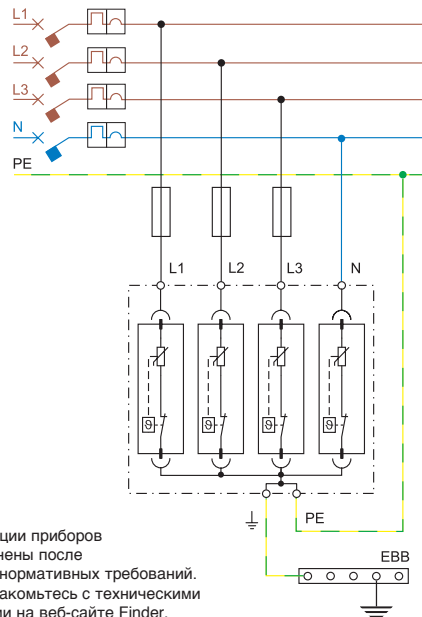 L1
L2
L3
N
PE
L1 L2 L3 N
ϑ ϑ ϑ ϑ
PE
EBB
ции приборов
нены после
нормативных требований.
акомьтесь с техническими
и на веб-сайте Finder.